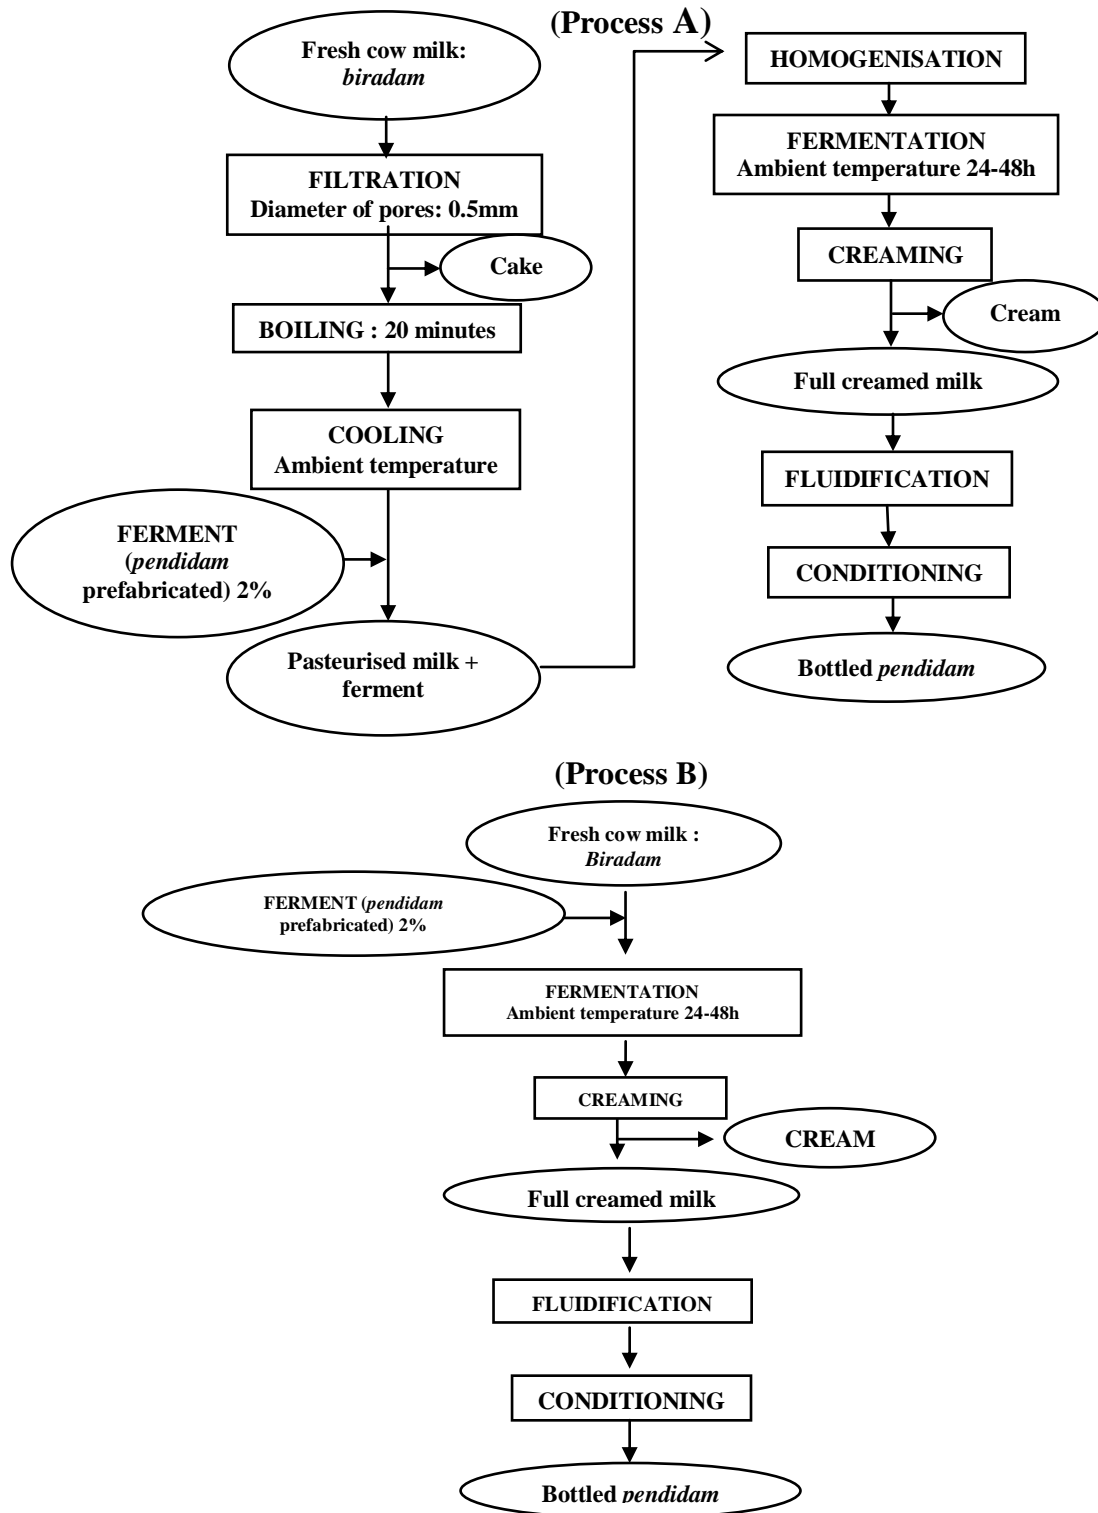 (Process A)
Fresh cow milk:
biradam
FILTRATION
Diameter of pores: 0.5mm
Cake
BOILING : 20 minutes
COOLING
Ambient temperature
FERMENT
(pendidam
prefabricated) 2%
Pasteurised milk +
ferment
HOMOGENISATION
FERMENTATION
Ambient temperature 24-48h
CREAMING
Cream
Full creamed milk
FLUIDIFICATION
CONDITIONING
Bottled pendidam
(Process B)
Fresh cow milk :
Biradam
FERMENT (pendidam
prefabricated) 2%
FERMENTATION
Ambient temperature 24-48h
CREAMING
CREAM
Full creamed milk
FLUIDIFICATION
CONDITIONING
Bottled pendidam